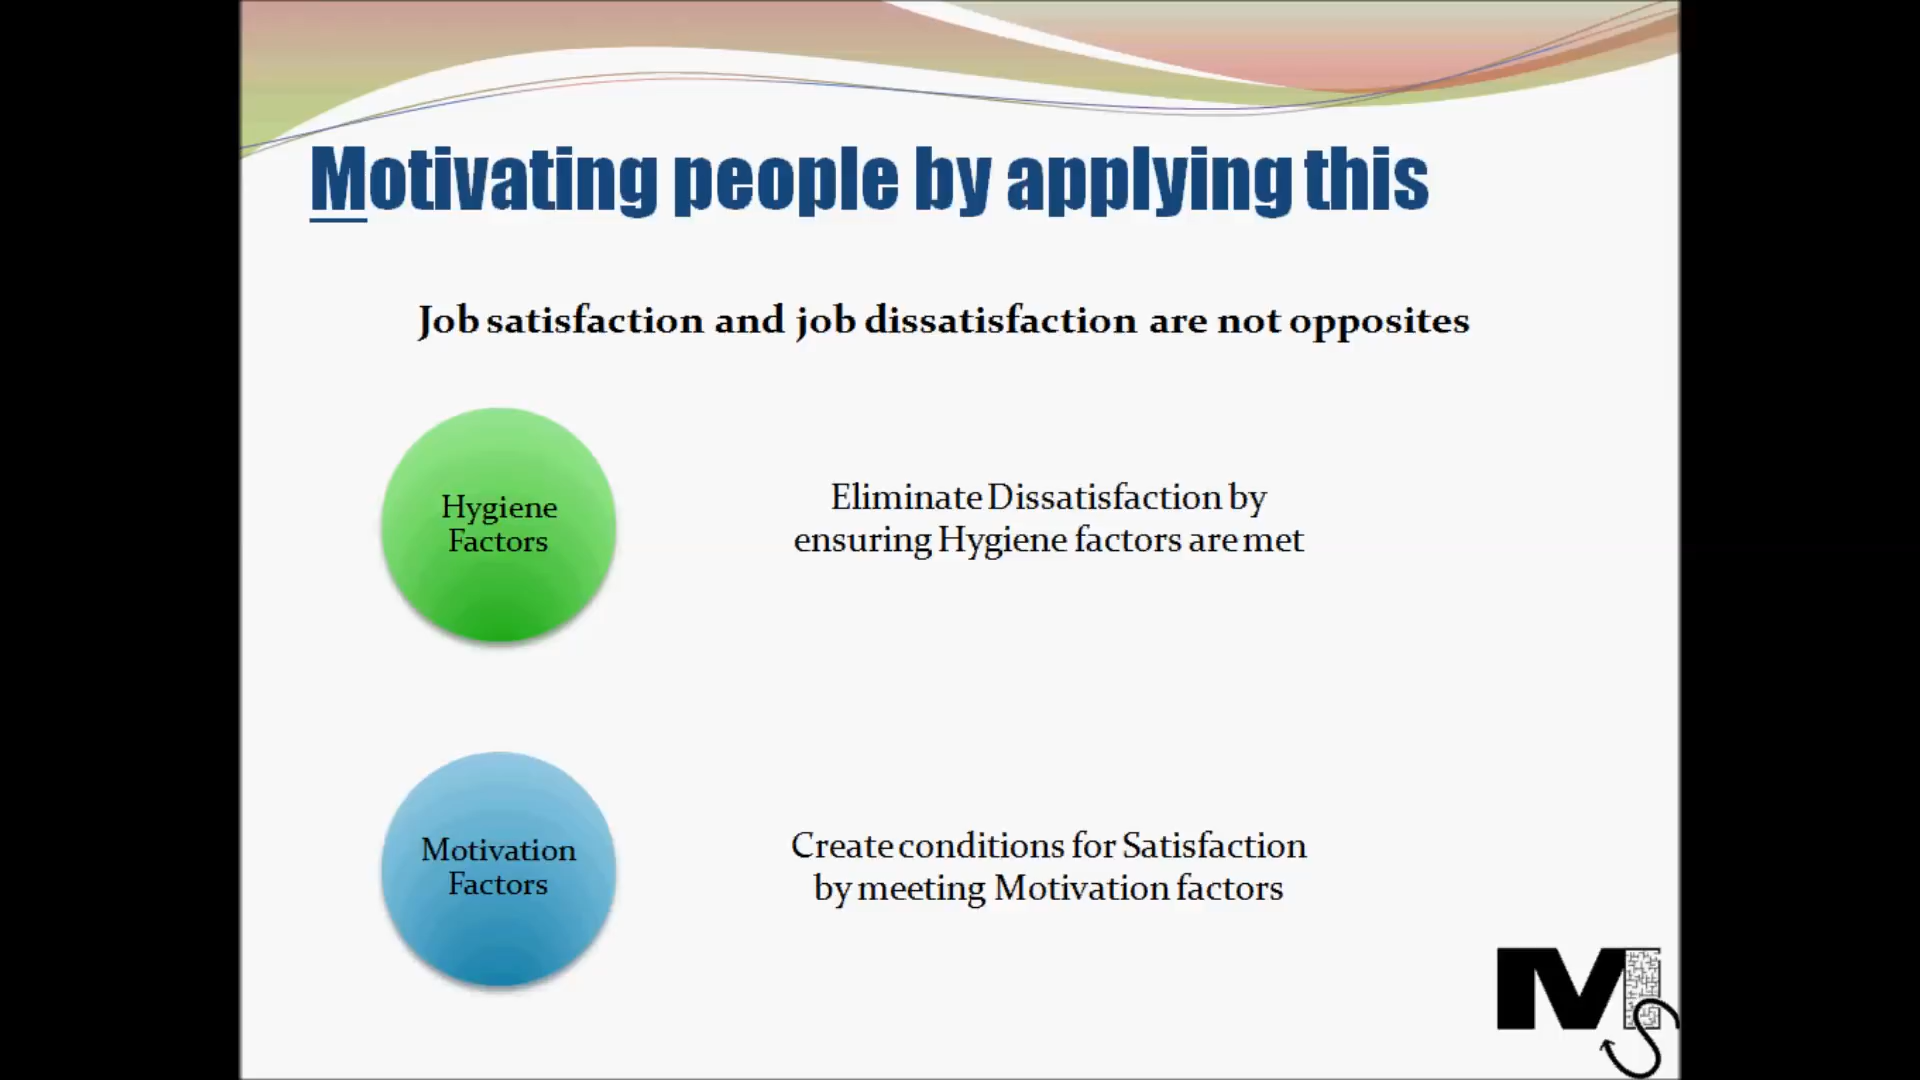 Motivating people by applying this
Job satisfaction and job dissatisfaction are not opposites
Hygiene
Factors
Eliminate Dissatisfaction by
ensuring Hygiene factors are met
Motivation
Factors
Create conditions for Satisfaction
by meeting Motivation factors
MS